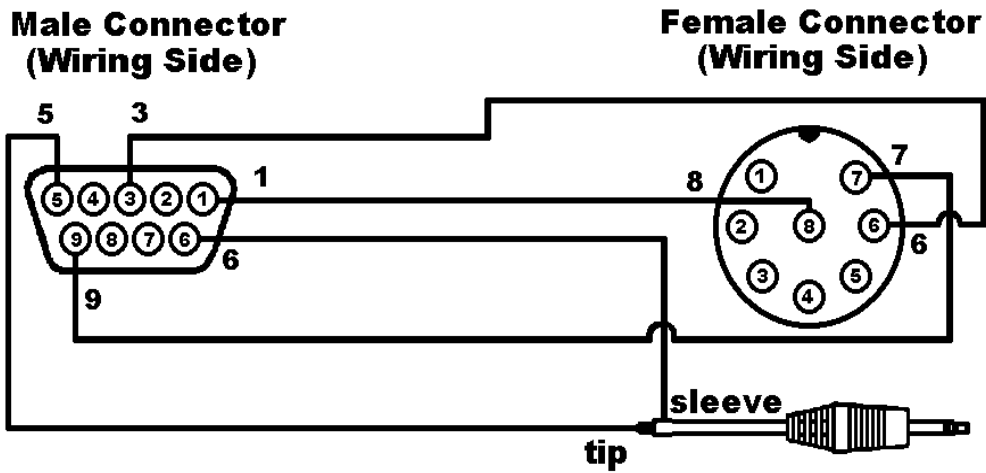 Male Connector
(Wiring Side)
Female Connector
(Wiring Side)
5
3
1
6
9
5 4 3 2 1
9 8 7 6
8
7
6
1
7
2
8
6
3
5
4
sleeve
tip